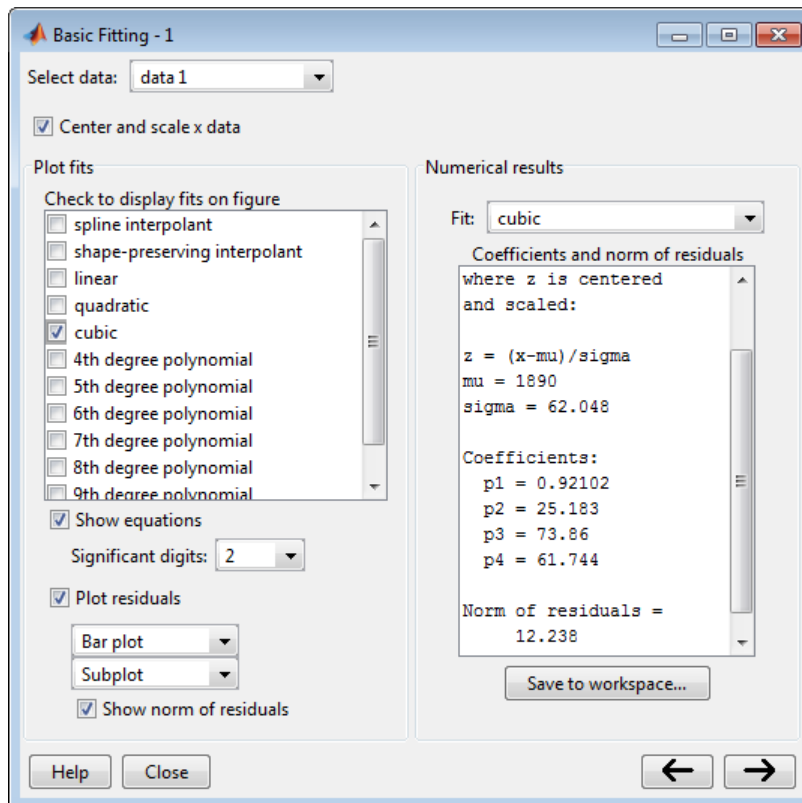 Basic Fitting - 1
Select data: data 1
Center and scale x data
Plot fits
Check to display fits on figure
spline interpolant
shape-preserving interpolant
linear
quadratic
cubic
4th degree polynomial
5th degree polynomial
6th degree polynomial
7th degree polynomial
8th degree polynomial
9th degree polynomial
Show equations
Significant digits: 2
Plot residuals
Bar plot
Subplot
Show norm of residuals
Numerical results
Fit: cubic
Coefficients and norm of residuals
where z is centered
and scaled:
z = (x-mu)/sigma
mu = 1890
sigma = 62.048
Coefficients:
p1 = 0.92102
p2 = 25.183
p3 = 73.86
p4 = 61.744
Norm of residuals =
12.238
Save to workspace...
Help Close